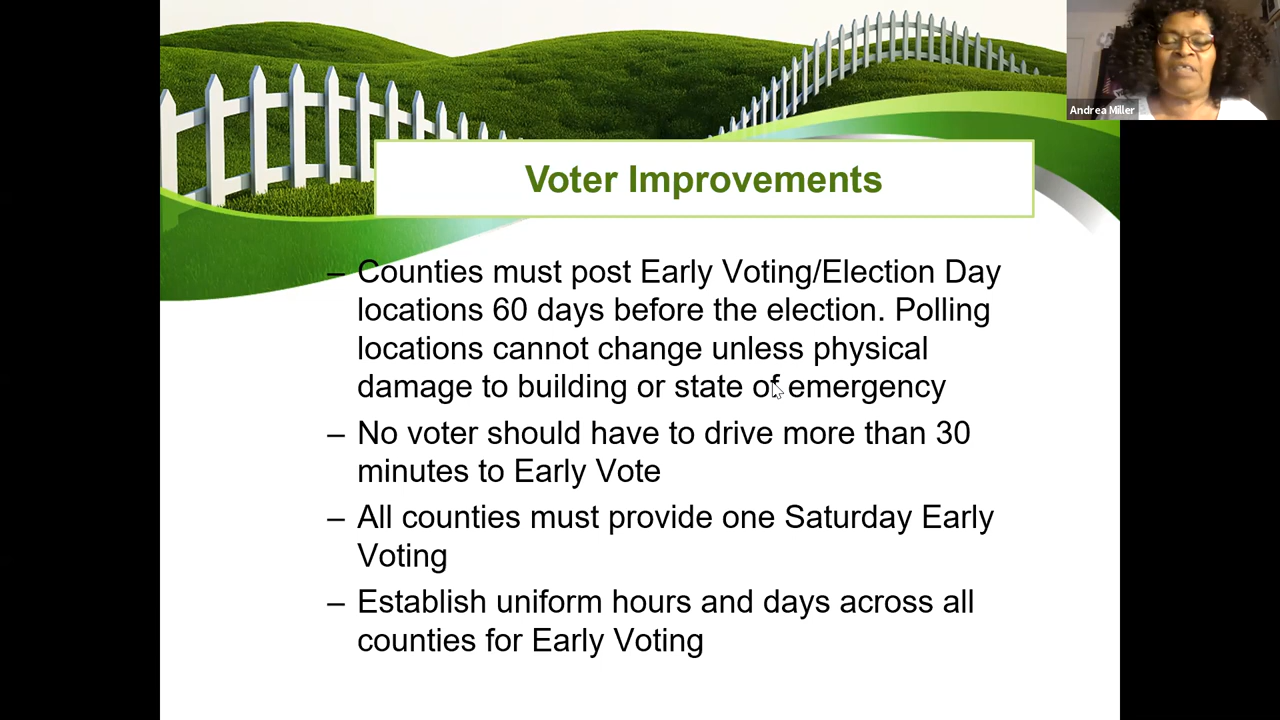 Andrea Miller
Voter Improvements
– Counties must post Early Voting/Election Day
locations 60 days before the election. Polling
locations cannot change unless physical
damage to building or state of emergency
– No voter should have to drive more than 30
minutes to Early Vote
– All counties must provide one Saturday Early
Voting
– Establish uniform hours and days across all
counties for Early Voting